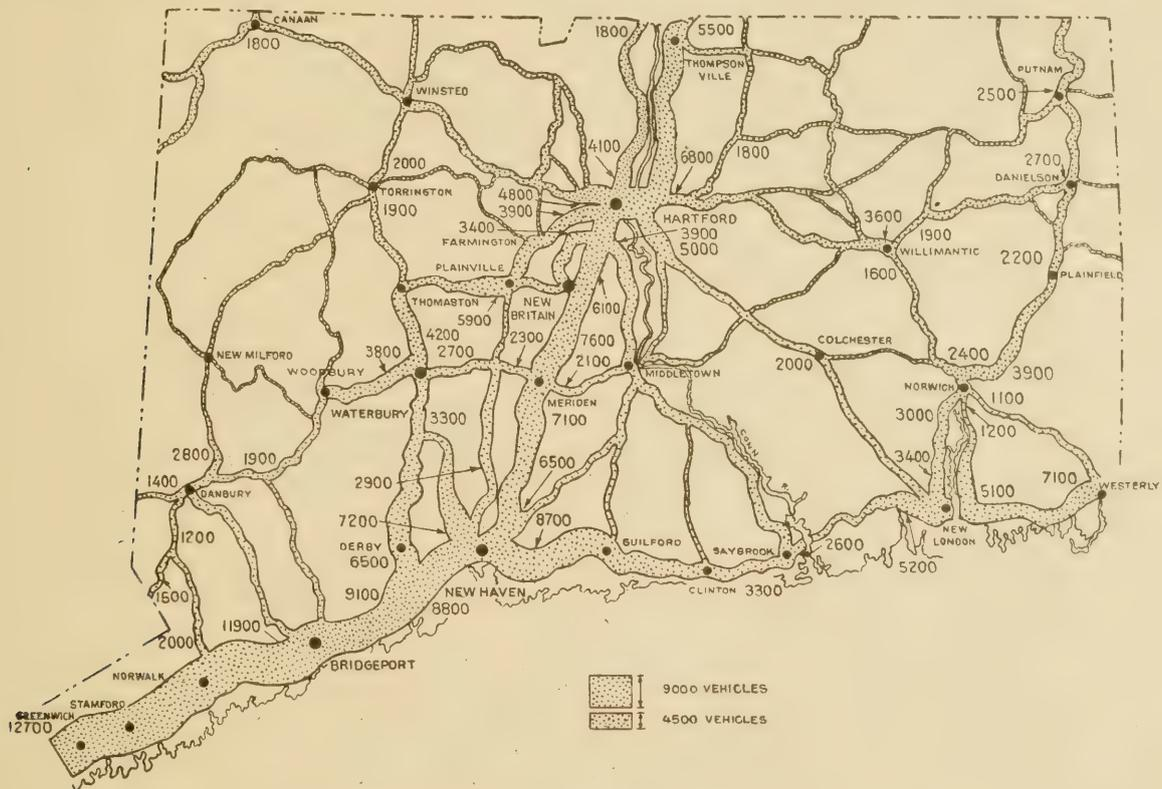 CANAAN
1800
1800
5500
THOMPSON
VILLE
PUTNAM
2500
WINSTED
4100
6800
1800
2700
DANIELSON
2000
TORRINGTON
1900
4800
3900
3400
FARMINGTON
HARTFORD
3900
5000
3600
WILLIMANTIC
1900
1600
2200
PLAINFIELD
PLAINVILLE
THOMASTON
5900
NEW
BRITAIN
6100
4200
2300
7600
NEW MILFORD
3800
2700
2100
MIDDLETOWN
COLCHESTER
2000
2400
3900
WOODBURY
WATERBURY
MERIDEN
7100
NORWICH
1100
3300
3000
1200
2800
1900
6500
3400
7100
1400
DANBURY
2900
5100
WESTERLY
CONN.
7200
8700
NEW
LONDON
1200
DERBY
6500
GUILFORD
SAYBROOK
2600
5200
9100
NEW HAVEN
8800
CLINTON
3300
1600
2000
11900
BRIDGEPORT
NORWALK
STAMFORD
GREENWICH
12700
9000 VEHICLES
4500 VEHICLES